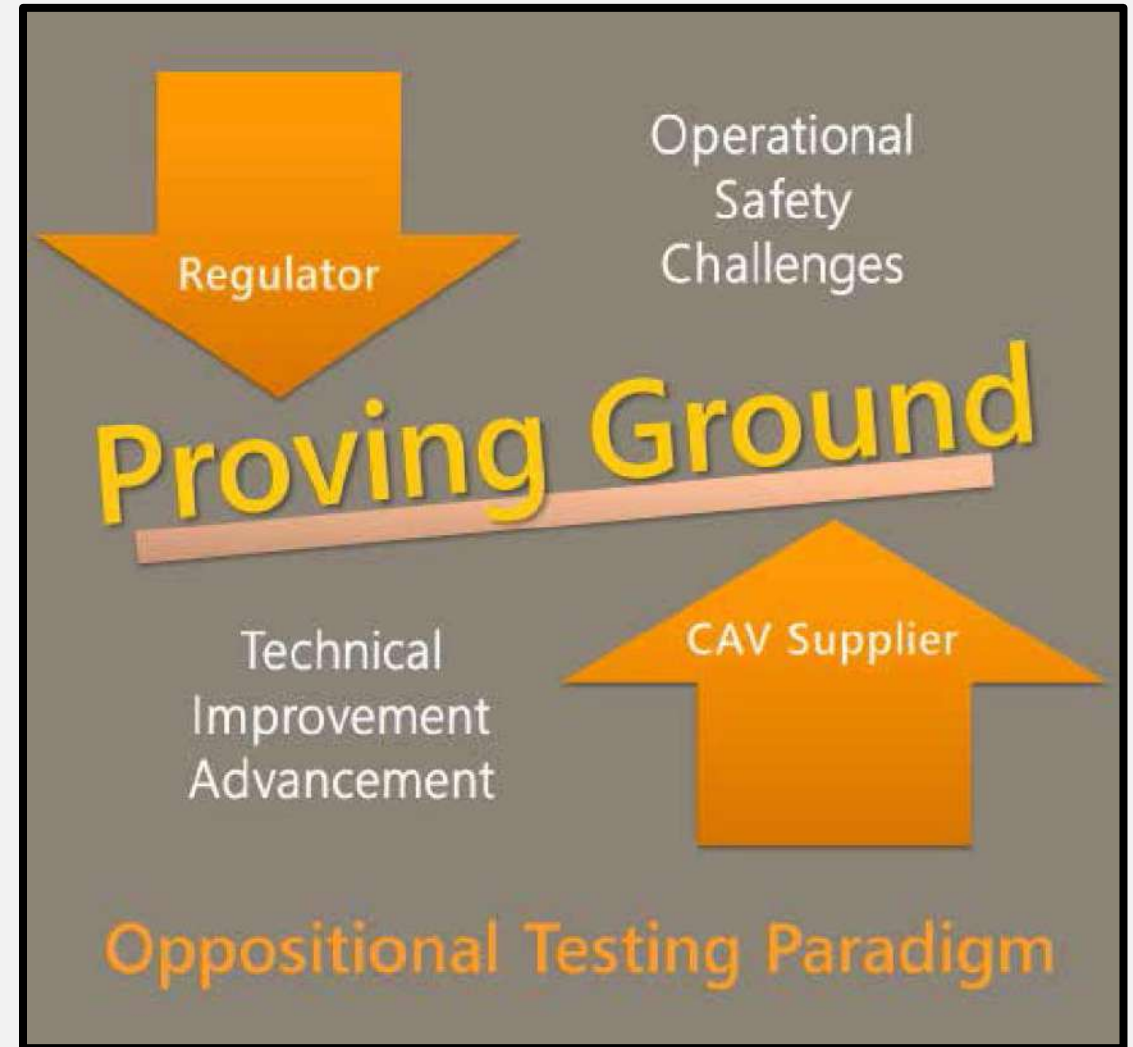 Regulator
Operational
Safety
Challenges
Proving Ground
Technical
Improvement
Advancement
CAV Supplier
Oppositional Testing Paradigm